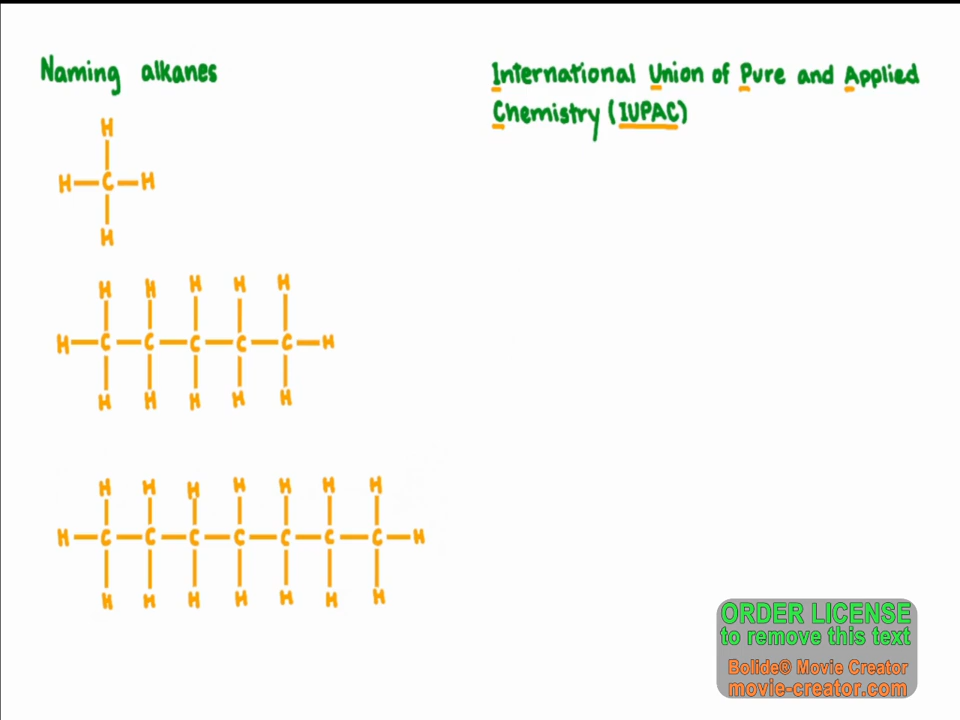 Naming alkanes
International Union of Pure and Applied
Chemistry (IUPAC)
H
H C H
H
H H H H H
H C C C C C H
H H H H H
H H H H H H H
H C C C C C C C H
H H H H H H H
ORDER LICENSE
to remove this text
Bolide® Movie Creator
movie-creator.com